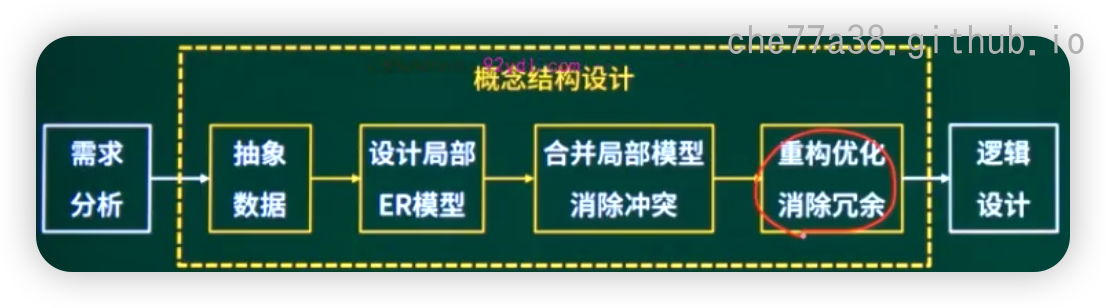 che77a38.github.io
概念结构设计
需求
分析
抽象
数据
设计局部
ER模型
合并局部模型
消除冲突
重构优化
消除冗余
逻辑
设计